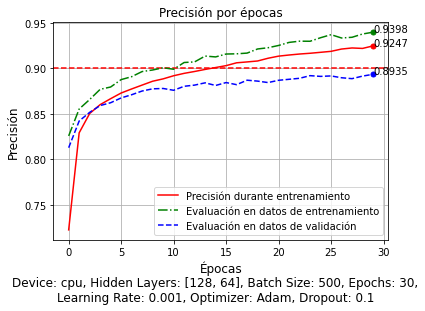 Precisión por épocas
0.95
0.90
0.85
0.80
0.75
Precisión
0.9398
0.9247
0.8935
Precisión durante entrenamiento
Evaluación en datos de entrenamiento
Evaluación en datos de validación
0 5 10 15 20 25 30
Épocas
Device: cpu, Hidden Layers: [128, 64], Batch Size: 500, Epochs: 30,
Learning Rate: 0.001, Optimizer: Adam, Dropout: 0.1